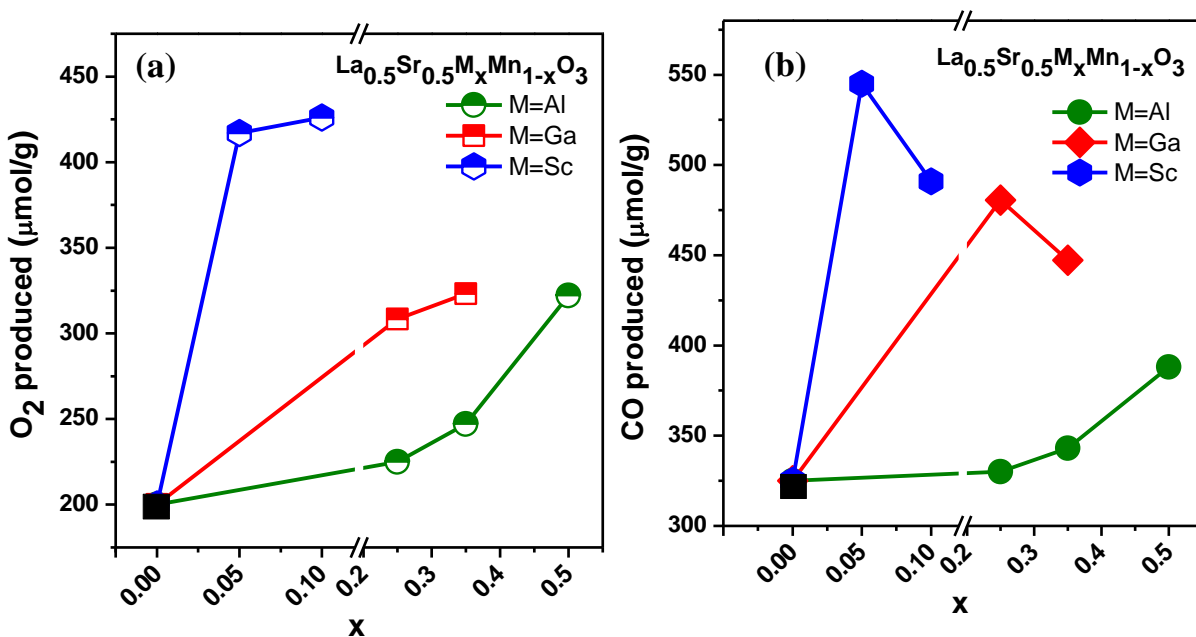 (a)
La0.5Sr0.5MxMn1-xO3
M=Al
M=Ga
M=Sc
O2 produced (μmol/g)
450
400
350
300
250
200
0.00
0.05
0.10
0.2
0.3
0.4
0.5
x
(b)
La0.5Sr0.5MxMn1-xO3
M=Al
M=Ga
M=Sc
CO produced (μmol/g)
550
500
450
400
350
300
0.00
0.05
0.10
0.2
0.3
0.4
0.5
x